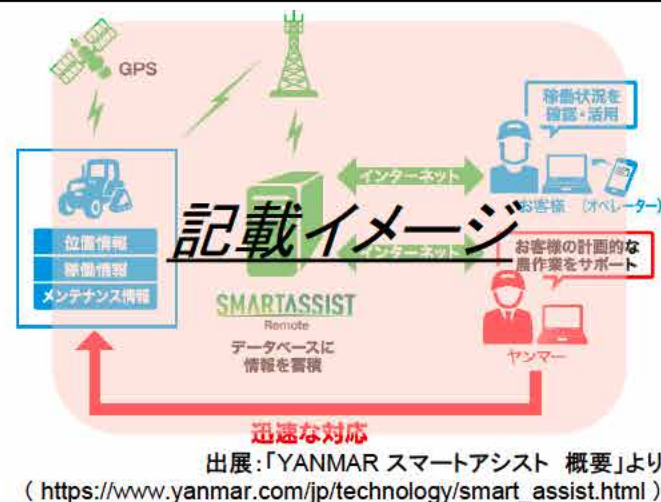 GPS
稼働状況を
確認・活用
インターネット
お客様 (オペレーター)
記載イメージ
位置情報
稼働情報
メンテナンス情報
インターネット
お客様の計画的な
農作業をサポート
SMARTASSIST
Remote
データベースに
情報を蓄積
ヤンマー
迅速な対応
出展:「YANMAR スマートアシスト 概要」より
( https://www.yanmar.com/jp/technology/smart_assist.html )